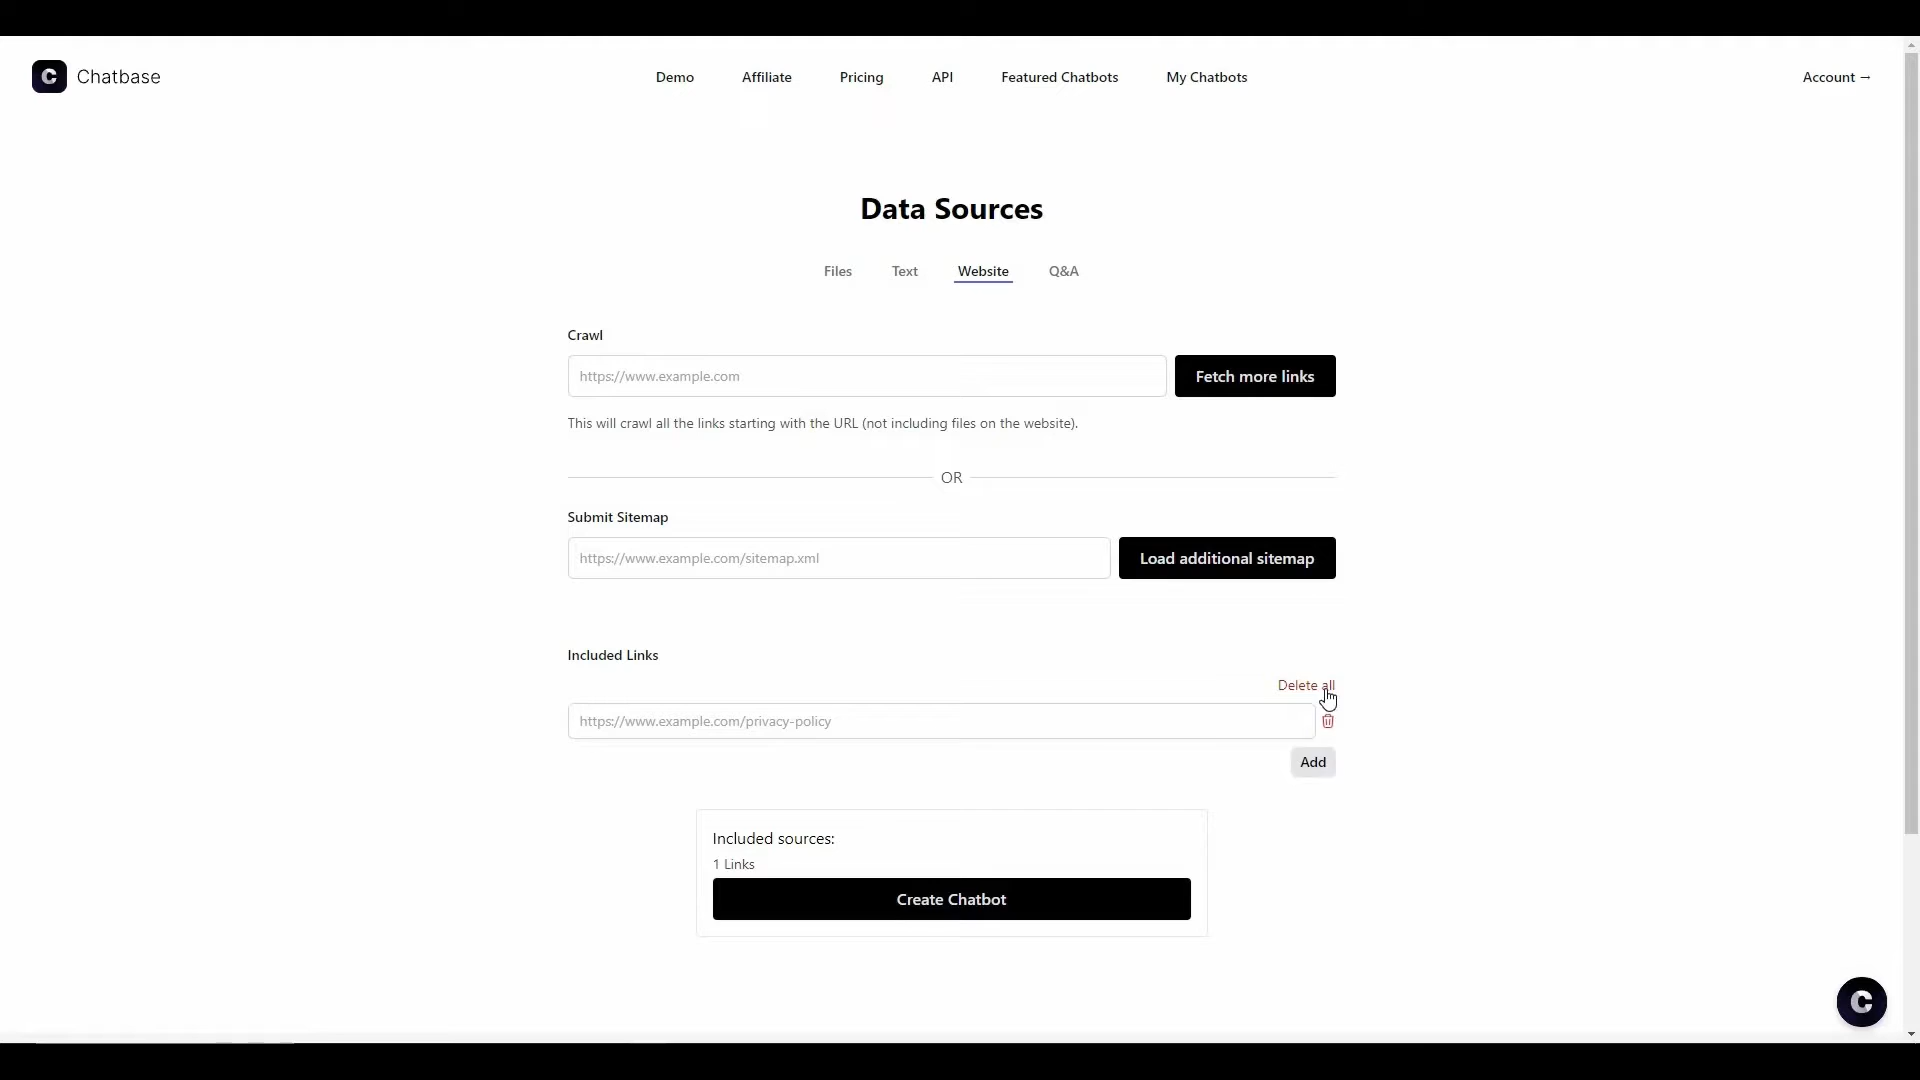 C Chatbase
Demo Affiliate Pricing API Featured Chatbots My Chatbots Account →
Data Sources
Files Text Website Q&A
Crawl
https://www.example.com Fetch more links
This will crawl all the links starting with the URL (not including files on the website).
OR
Submit Sitemap
https://www.example.com/sitemap.xml Load additional sitemap
Included Links
Delete all
https://www.example.com/privacy-policy
Add
Included sources:
1 Links
Create Chatbot
C